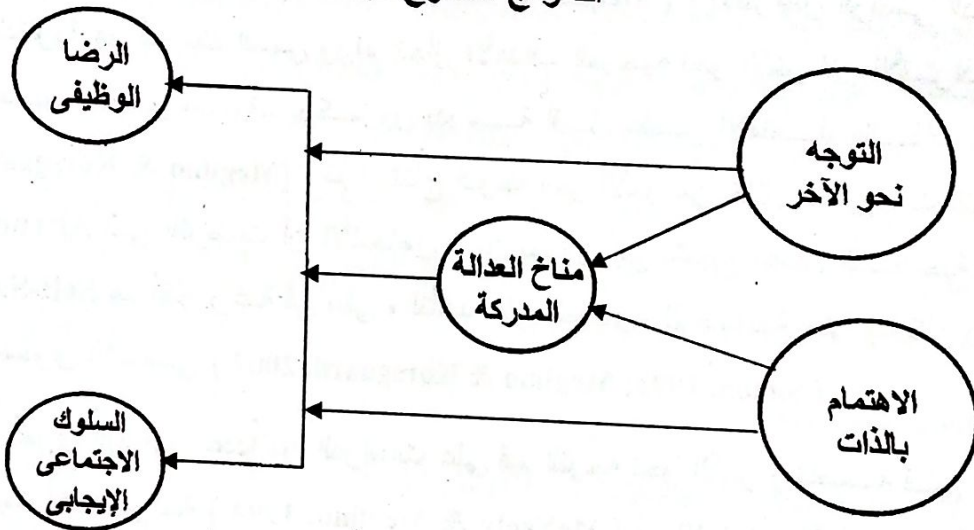 التوجه
نحو الآخر
الاهتمام
بالذات
مناخ العدالة
المدركة
الرضا
الوظيفى
السلوك
الاجتماعى
الإيجابى